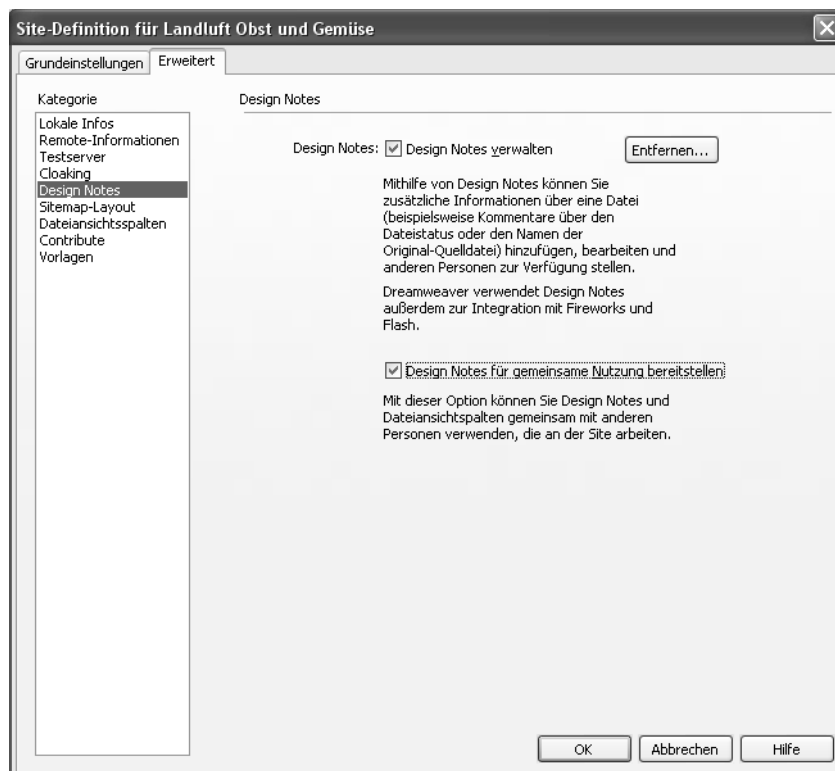 Site-Definition für Landluft Obst und Gemüse
Grundeinstellungen Erweitert
Kategorie
Lokale Infos
Remote-Informationen
Testserver
Cloaking
Design Notes
Sitemap-Layout
Dateiansichtsspalten
Contribute
Vorlagen
Design Notes
Design Notes: Design Notes verwalten Entfernen...
Mithilfe von Design Notes können Sie
zusätzliche Informationen über eine Datei
(beispielsweise Kommentare über den
Dateistatus oder den Namen der
Original-Quelldatei) hinzufügen, bearbeiten und
anderen Personen zur Verfügung stellen.
Dreamweaver verwendet Design Notes
außerdem zur Integration mit Fireworks und
Flash.
Design Notes für gemeinsame Nutzung bereitstellen
Mit dieser Option können Sie Design Notes und
Dateiansichtspalten gemeinsam mit anderen
Personen verwenden, die an der Site arbeiten.
OK Abbrechen Hilfe